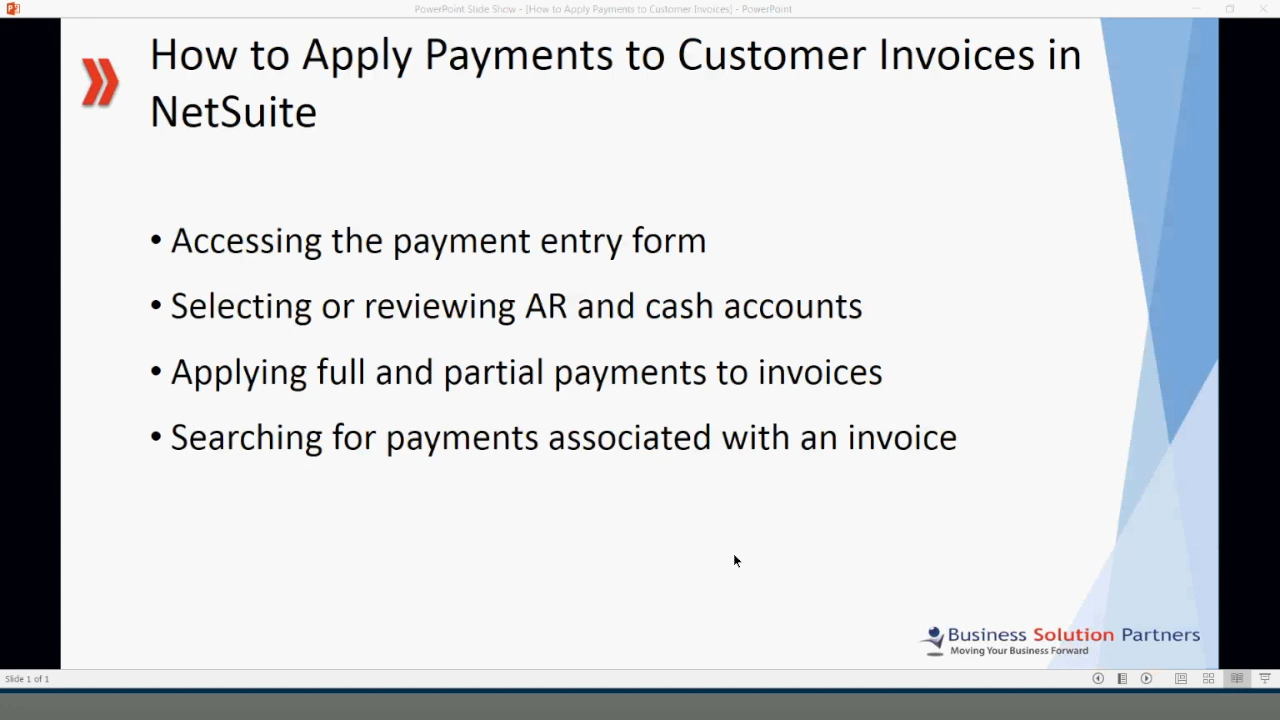 PowerPoint Slide Show - [How to Apply Payments to Customer Invoices] - PowerPoint
How to Apply Payments to Customer Invoices in
NetSuite
• Accessing the payment entry form
• Selecting or reviewing AR and cash accounts
• Applying full and partial payments to invoices
• Searching for payments associated with an invoice
Business Solution Partners
Moving Your Business Forward
Slide 1 of 1